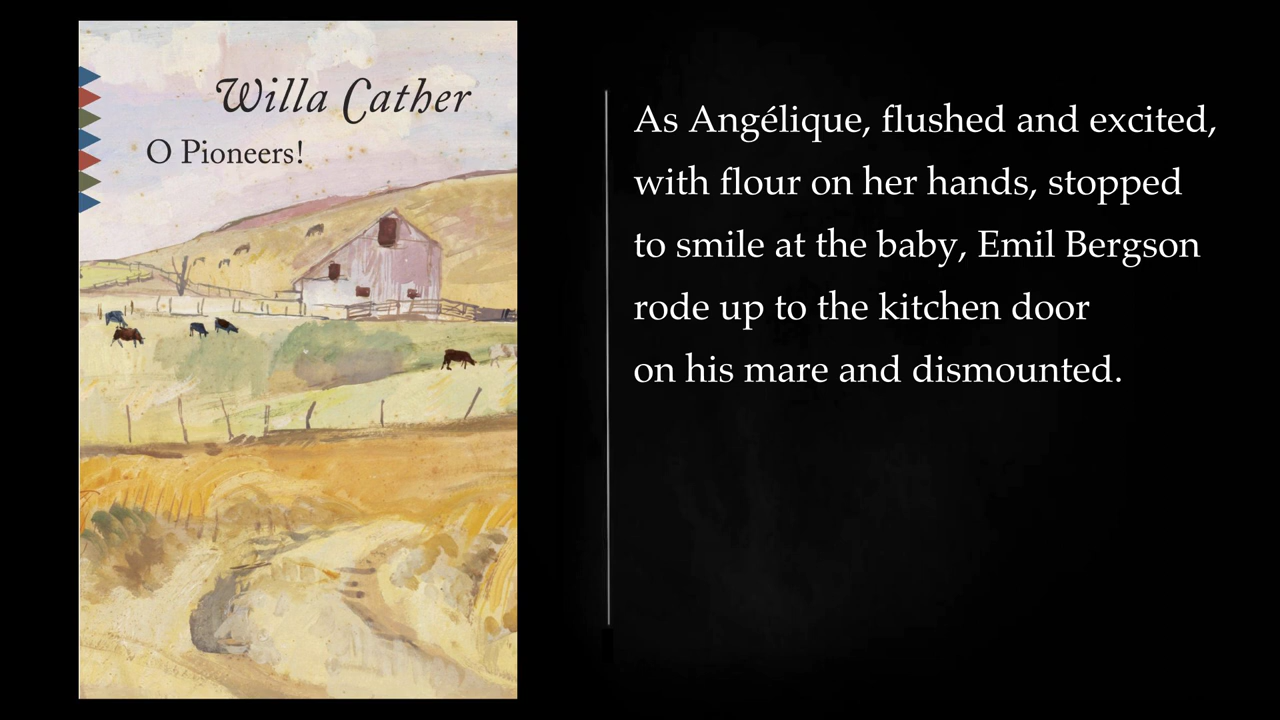 Willa Cather
O Pioneers!
As Angélique, flushed and excited,
with flour on her hands, stopped
to smile at the baby, Emil Bergson
rode up to the kitchen door
on his mare and dismounted.